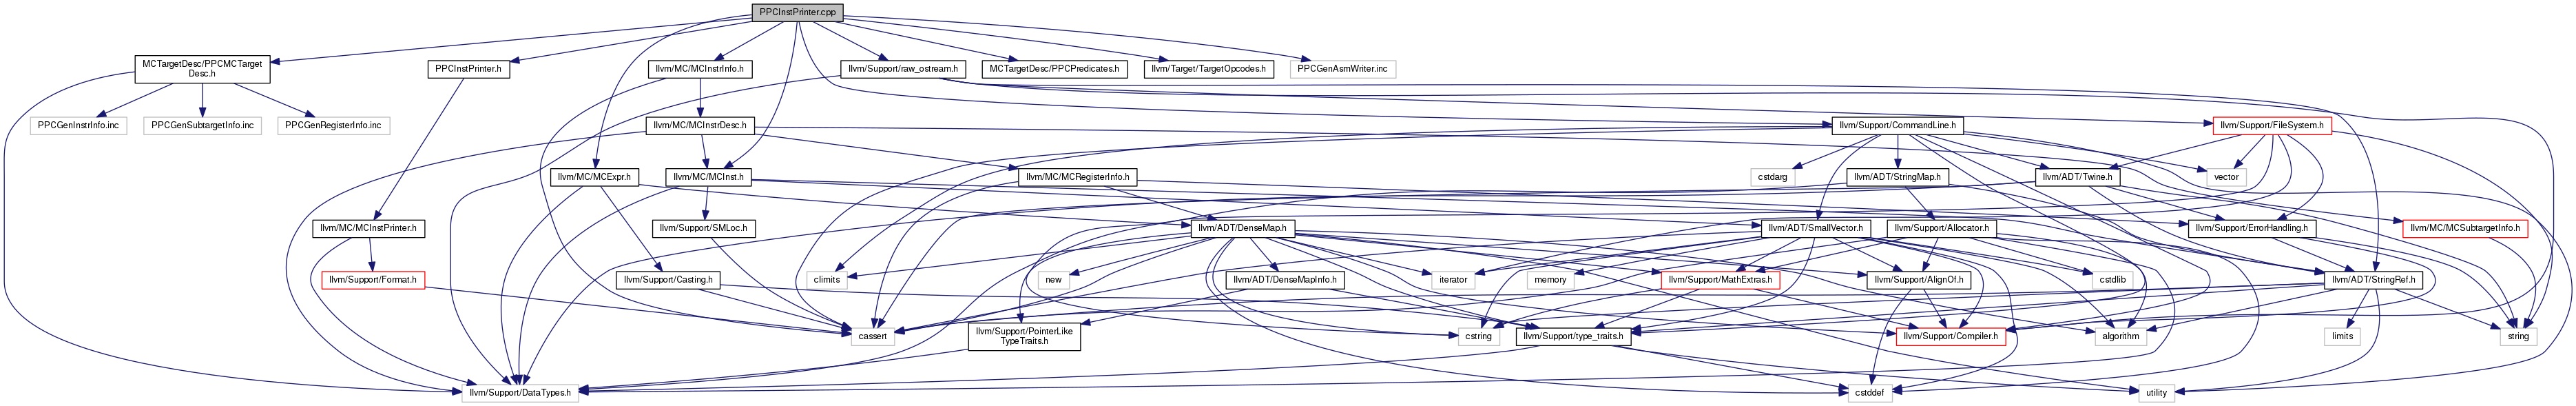 PPCInstPrinter.cpp
MCTargetDesc/PPCMCTarget
Desc.h
PPCInstPrinter.h
llvm/MC/MCInstrInfo.h
llvm/Support/raw_ostream.h
MCTargetDesc/PPCPredicates.h
llvm/Target/TargetOpcodes.h
PPCGenAsmWriter.inc
PPCGenInstrInfo.inc
PPCGenSubtargetInfo.inc
PPCGenRegisterInfo.inc
llvm/MC/MCInstrDesc.h
llvm/Support/CommandLine.h
llvm/Support/FileSystem.h
llvm/MC/MCExpr.h
llvm/MC/MCInst.h
llvm/MC/MCRegisterInfo.h
cstdarg
llvm/ADT/StringMap.h
llvm/ADT/Twine.h
vector
llvm/MC/MCInstPrinter.h
llvm/Support/SMLoc.h
llvm/ADT/DenseMap.h
llvm/ADT/SmallVector.h
llvm/Support/Allocator.h
llvm/Support/ErrorHandling.h
llvm/MC/MCSubtargetInfo.h
llvm/Support/Format.h
llvm/Support/Casting.h
climits
new
llvm/ADT/DenseMapInfo.h
iterator
memory
llvm/Support/MathExtras.h
llvm/Support/AlignOf.h
cstdlib
llvm/ADT/StringRef.h
cassert
llvm/Support/PointerLike
TypeTraits.h
cstring
llvm/Support/type_traits.h
llvm/Support/Compiler.h
algorithm
limits
string
llvm/Support/DataTypes.h
cstddef
utility